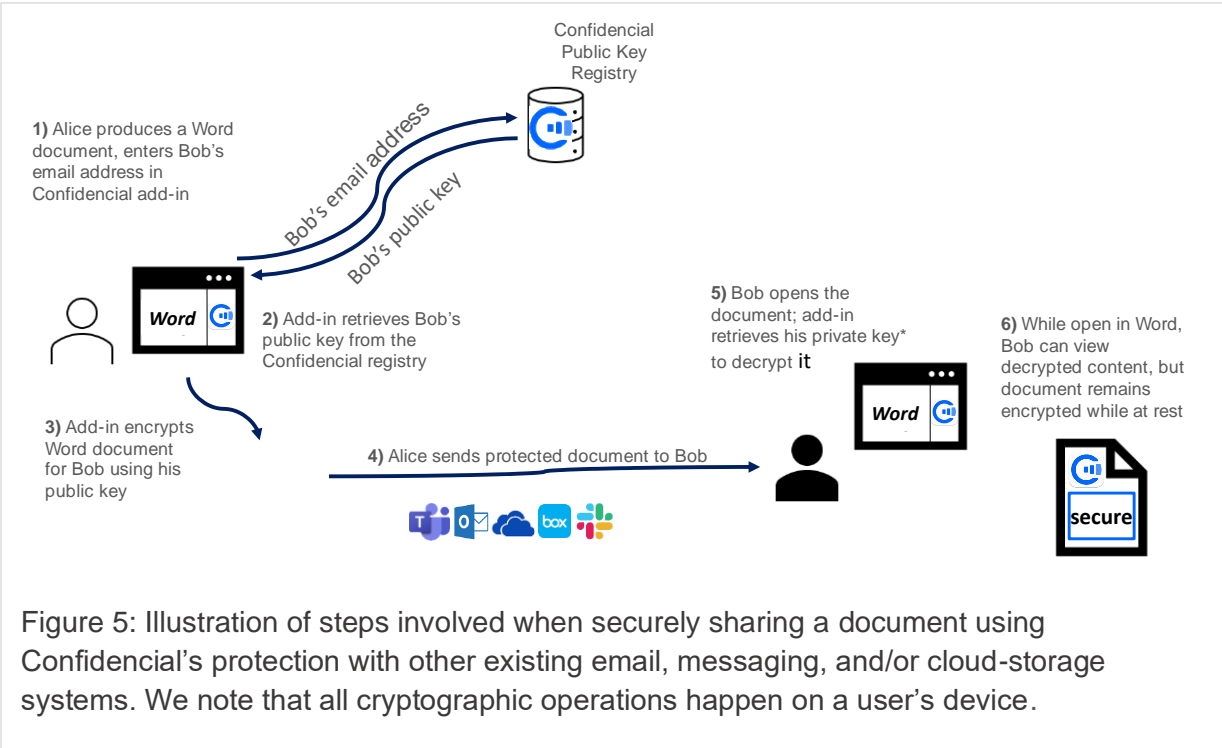 Confidencial
Public Key
Registry
1) Alice produces a Word
document, enters Bob's
email address in
Confidencial add-in
Bob's email address
Bob's public key
Word
2) Add-in retrieves Bob's
public key from the
Confidencial registry
3) Add-in encrypts
Word document
for Bob using his
public key
4) Alice sends protected document to Bob
T
O
box
5) Bob opens the
document; add-in
retrieves his private key*
to decrypt it
Word
6) While open in Word,
Bob can view
decrypted content, but
document remains
encrypted while at rest
secure
Figure 5: Illustration of steps involved when securely sharing a document using
Confidencial's protection with other existing email, messaging, and/or cloud-storage
systems. We note that all cryptographic operations happen on a user's device.